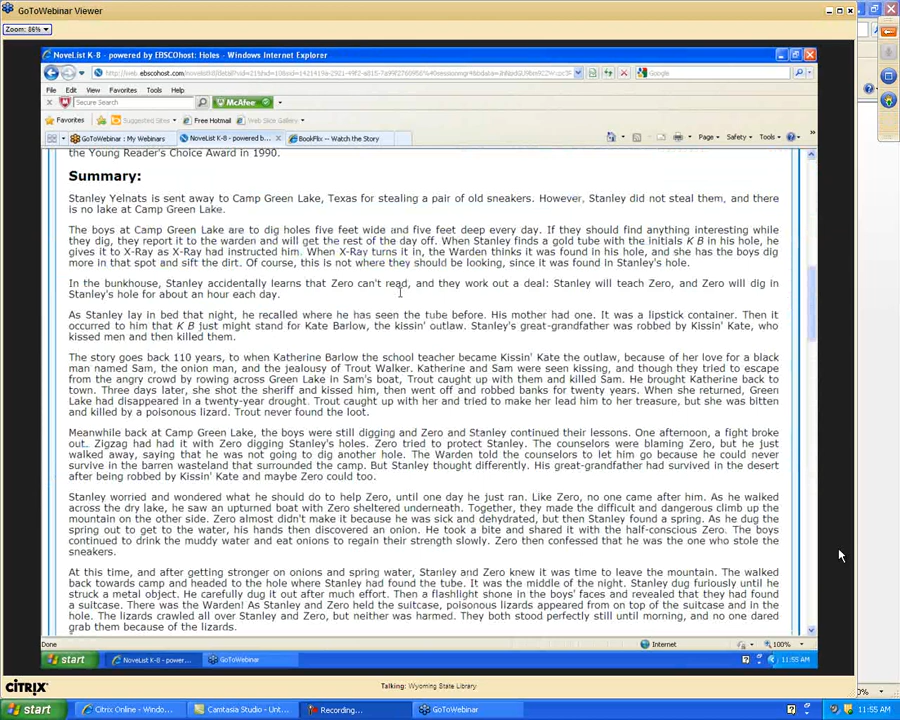 GoToWebinar Viewer
Zoom: 86%
NoveList K-8 - powered by EBSCOhost: Holes - Windows Internet Explorer
Google
File Edit View Favorites Tools Help
Secure Search McAfee
Favorites Suggested Sites Free Hotmail Web Slice Gallery
GoToWebinar : My Webinars NoveList K-8 - powered b... BookFlix -- Watch the Story Page Safety Tools
the Young Reader's Choice Award in 1990.
Summary:
Stanley Yelnats is sent away to Camp Green Lake, Texas for stealing a pair of old sneakers. However, Stanley did not steal them, and there
is no lake at Camp Green Lake.
The boys at Camp Green Lake are to dig holes five feet wide and five feet deep every day. If they should find anything interesting while
they dig, they report it to the warden and will get the rest of the day off. When Stanley finds a gold tube with the initials K B in his hole, he
gives it to X-Ray as X-Ray had instructed him. When X-Ray turns it in, the Warden thinks it was found in his hole, and she has the boys dig
more in that spot and sift the dirt. Of course, this is not where they should be looking, since it was found in Stanley's hole.
In the bunkhouse, Stanley accidentally learns that Zero can't read, and they work out a deal: Stanley will teach Zero, and Zero will dig in
Stanley's hole for about an hour each day.
As Stanley lay in bed that night, he recalled where he has seen the tube before. His mother had one. It was a lipstick container. Then it
occurred to him that K B just might stand for Kate Barlow, the kissin' outlaw. Stanley's great-grandfather was robbed by Kissin' Kate, who
kissed men and then killed them.
The story goes back 110 years, to when Katherine Barlow the school teacher became Kissin' Kate the outlaw, because of her love for a black
man named Sam, the onion man, and the jealousy of Trout Walker. Katherine and Sam were seen kissing, and though they tried to escape
from the angry crowd by rowing across Green Lake in Sam's boat, Trout caught up with them and killed Sam. He brought Katherine back to
town. Three days later, she shot the sheriff and kissed him, then went off and robbed banks for twenty years. When she returned, Green
Lake had disappeared in a twenty-year drought. Trout caught up with her and tried to make her lead him to her treasure, but she was bitten
and killed by a poisonous lizard. Trout never found the loot.
Meanwhile back at Camp Green Lake, the boys were still digging and Zero and Stanley continued their lessons. One afternoon, a fight broke
out. Zigzag had had it with Zero digging Stanley's holes. Zero tried to protect Stanley. The counselors were blaming Zero, but he just
walked away, saying that he was not going to dig another hole. The Warden told the counselors to let him go because he could never
survive in the barren wasteland that surrounded the camp. But Stanley thought differently. His great-grandfather had survived in the desert
after being robbed by Kissin' Kate and maybe Zero could too.
Stanley worried and wondered what he should do to help Zero, until one day he just ran. Like Zero, no one came after him. As he walked
across the dry lake, he saw an upturned boat with Zero sheltered underneath. Together, they made the difficult and dangerous climb up the
mountain on the other side. Zero almost didn't make it because he was sick and dehydrated, but then Stanley found a spring. As he dug the
spring out to get to the water, his hands then discovered an onion. He took a bite and shared it with the half-conscious Zero. The boys
continued to drink the muddy water and eat onions to regain their strength slowly. Zero then confessed that he was the one who stole the
sneakers.
At this time, and after getting stronger on onions and spring water, Stanley and Zero knew it was time to leave the mountain. The walked
back towards camp and headed to the hole where Stanley had found the tube. It was the middle of the night. Stanley dug furiously until he
struck a metal object. He carefully dug it out after much effort. Then a flashlight shone in the boys' faces and revealed that they had found
a suitcase. There was the Warden! As Stanley and Zero held the suitcase, poisonous lizards appeared from on top of the suitcase and in the
hole. The lizards crawled all over Stanley and Zero, but neither was harmed. They both stood perfectly still until morning, and no one dared
grab them because of the lizards.
Done Internet 100%
start NoveList K-8 - power... GoToWebinar 11:55 AM
CITRIX Talking: Wyoming State Library
start Citrix Online - Windo... Camtasia Studio - Unt... Recording... GoToWebinar 11:55 AM